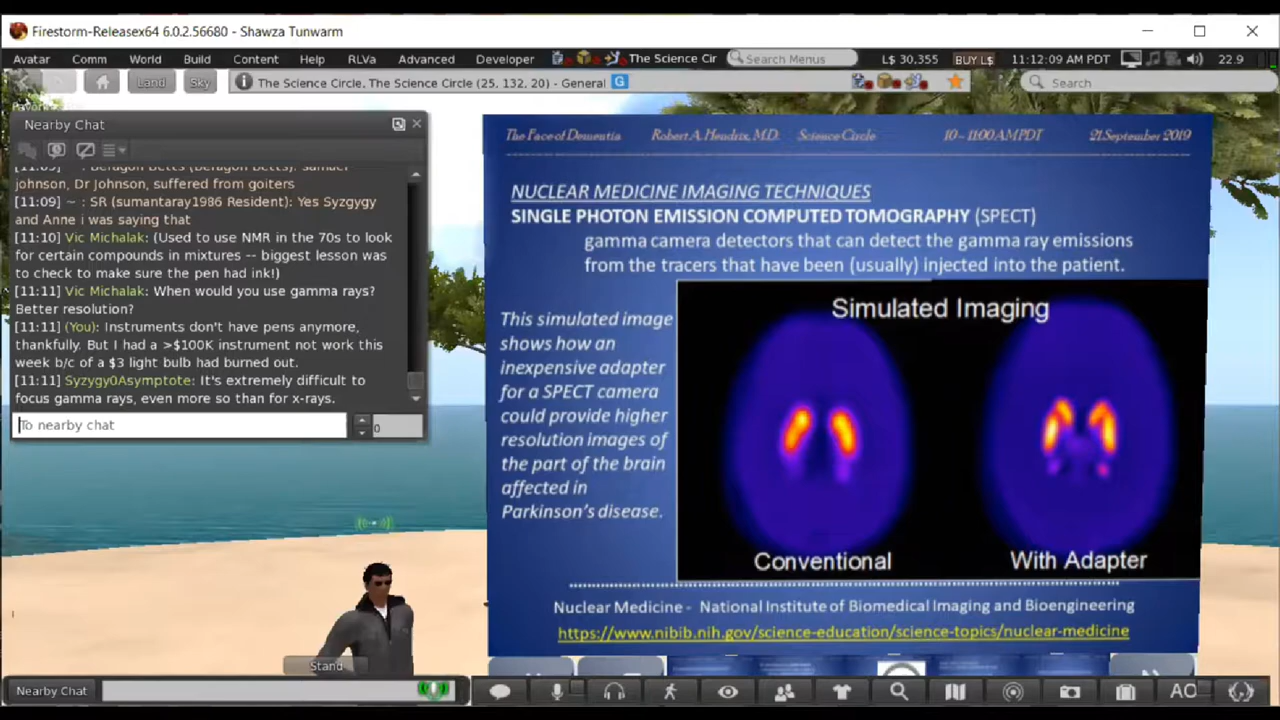 Firestorm-Releasex64 6.0.2.56680 - Shawza Tunwarm
Avatar Comm World Build Content Help RLVa Advanced Developer The Science Cir Search Menus L$ 30,355 BUY L$ 11:12:09 AM PDT 22.9
Land Sky The Science Circle, The Science Circle (25, 132, 20) - General G Search
Nearby Chat
johnson, Dr Johnson, suffered from goiters
[11:09] ~ : SR (sumantaray1986 Resident): Yes Syzgygy
and Anne i was saying that
[11:10] Vic Michalak: (Used to use NMR in the 70s to look
for certain compounds in mixtures -- biggest lesson was
to check to make sure the pen had ink!)
[11:11] Vic Michalak: When would you use gamma rays?
Better resolution?
[11:11] (You): Instruments don't have pens anymore,
thankfully. But I had a >$100K instrument not work this
week b/c of a $3 light bulb had burned out.
[11:11] Syzygy0Asymptote: It's extremely difficult to
focus gamma rays, even more so than for x-rays.
To nearby chat 0
The Face of Dementia Robert A. Hendrix, M.D. Science Circle 10 - 11:00 AM PDT 21 September 2019
NUCLEAR MEDICINE IMAGING TECHNIQUES
SINGLE PHOTON EMISSION COMPUTED TOMOGRAPHY (SPECT)
gamma camera detectors that can detect the gamma ray emissions
from the tracers that have been (usually) injected into the patient.
This simulated image
shows how an
inexpensive adapter
for a SPECT camera
could provide higher
resolution images of
the part of the brain
affected in
Parkinson's disease.
Simulated Imaging
Conventional With Adapter
Nuclear Medicine - National Institute of Biomedical Imaging and Bioengineering
https://www.nibib.nih.gov/science-education/science-topics/nuclear-medicine
Stand
Nearby Chat AO